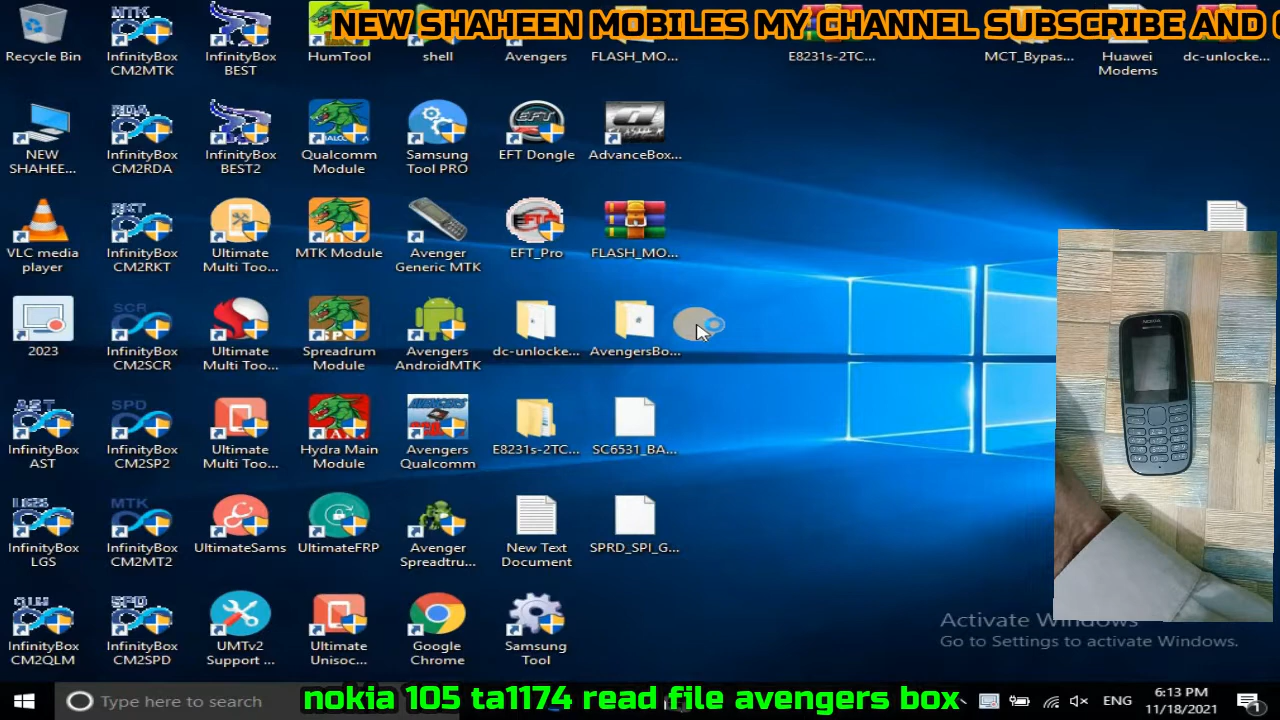 NEW SHAHEEN MOBILES MY CHANNEL SUBSCRIBE AND
Recycle Bin
InfinityBox
CM2MTK
InfinityBox
BEST
HumTool
shell
Avengers
FLASH_MO...
E8231s-2TC...
MCT_Bypas...
Huawei
Modems
dc-unlocke...
NEW
SHAHEE...
InfinityBox
CM2RDA
InfinityBox
BEST2
Qualcomm
Module
Samsung
Tool PRO
EFT Dongle
AdvanceBox...
VLC media
player
InfinityBox
CM2RKT
Ultimate
Multi Too...
MTK Module
Avenger
Generic MTK
EFT_Pro
FLASH_MO...
2023
InfinityBox
CM2SCR
Ultimate
Multi Too...
Spreadrum
Module
Avengers
AndroidMTK
dc-unlocke...
AvengersBo...
InfinityBox
AST
InfinityBox
CM2SP2
Ultimate
Multi Too...
Hydra Main
Module
Avengers
Qualcomm
E8231s-2TC...
SC6531_BA...
InfinityBox
LGS
InfinityBox
CM2MT2
UltimateSams
UltimateFRP
Avenger
Spreadtru...
New Text
Document
SPRD_SPI_G...
InfinityBox
CM2QLM
InfinityBox
CM2SPD
UMTv2
Support ...
Ultimate
Unisoc...
Google
Chrome
Samsung
Tool
NOKIA
Activate Windows
Go to Settings to activate Windows.
Type here to search
nokia 105 ta1174 read file avengers box
ENG
6:13 PM
11/18/2021